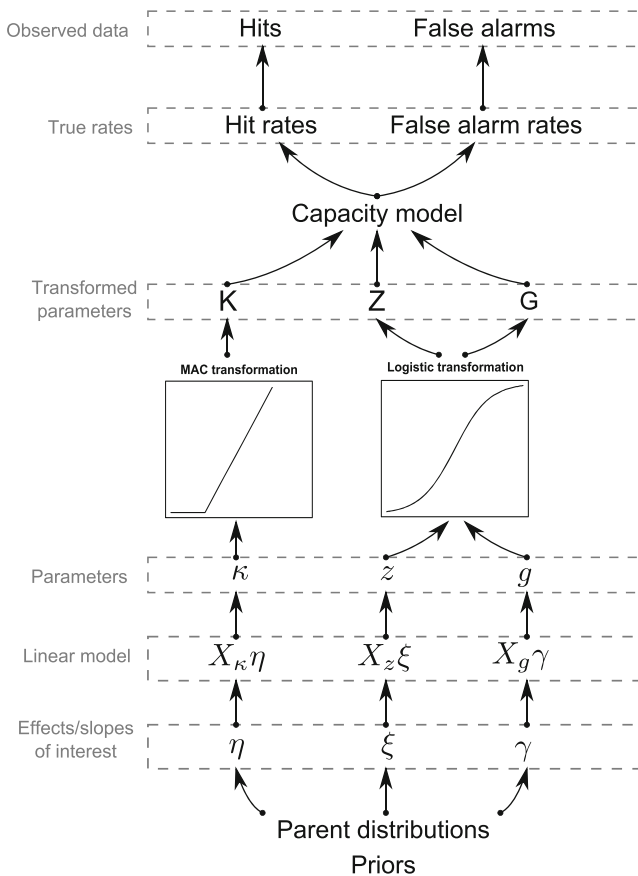 Observed data Hits False alarms
True rates Hit rates False alarm rates
Capacity model
Transformed
parameters
K Z G
MAC transformation Logistic transformation
Parameters κ z g
Linear model X_κη X_zξ X_gγ
Effects/slopes
of interest
η ξ γ
Parent distributions
Priors